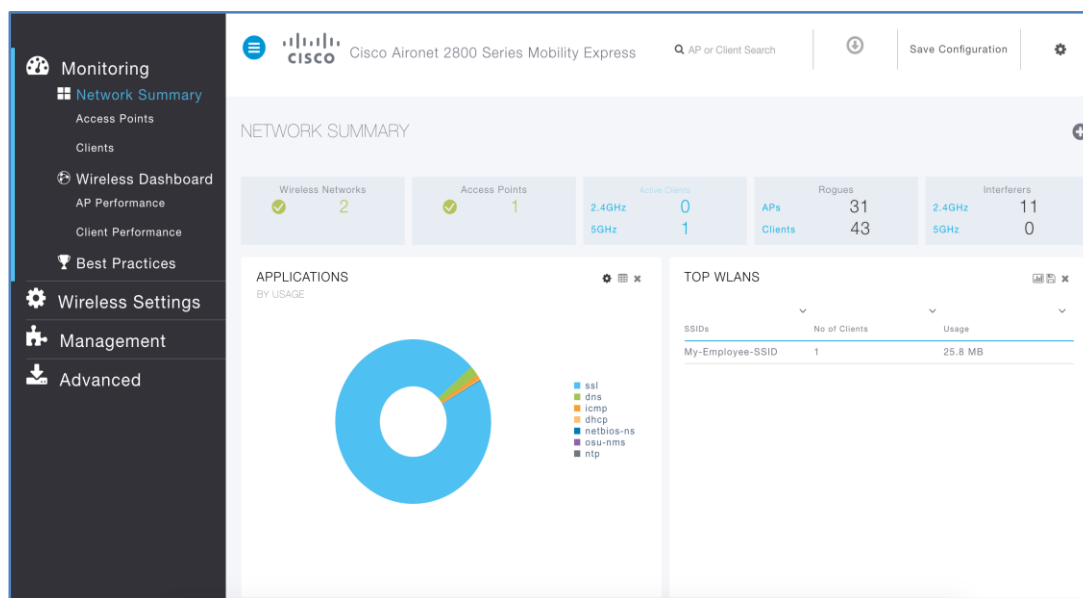 Monitoring
Network Summary
Access Points
Clients
Wireless Dashboard
AP Performance
Client Performance
Best Practices
Wireless Settings
Management
Advanced
CISCO
Cisco Aironet 2800 Series Mobility Express
AP or Client Search
Save Configuration
NETWORK SUMMARY
Wireless Networks
2
Access Points
1
Active Clients
2.4GHz 0
5GHz 1
Rogues
APs 31
Clients 43
Interferers
2.4GHz 11
5GHz 0
APPLICATIONS
BY USAGE
ssl
dns
icmp
dhcp
netbios-ns
osu-nms
ntp
TOP WLANS
SSIDs No of Clients Usage
My-Employee-SSID 1 25.8 MB